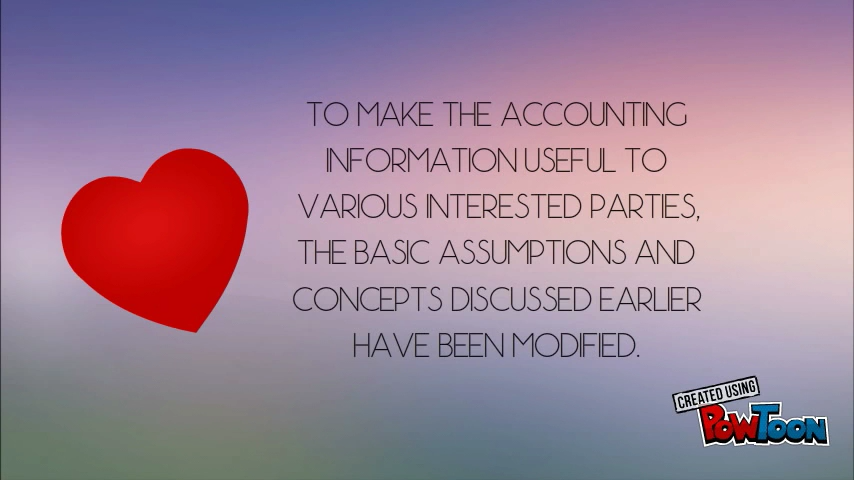 TO MAKE THE ACCOUNTING
INFORMATION USEFUL TO
VARIOUS INTERESTED PARTIES,
THE BASIC ASSUMPTIONS AND
CONCEPTS DISCUSSED EARLIER
HAVE BEEN MODIFIED.
CREATED USING
POWTOON